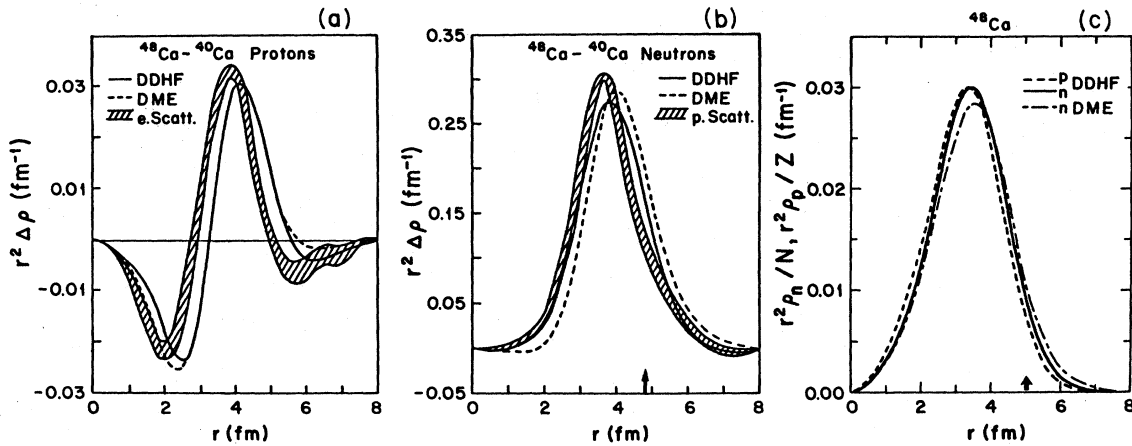 (a)
⁴⁸Ca-⁴⁰Ca Protons
DDHF
DME
e.Scatt.
r² Δρ (fm⁻¹)
0.03
0.01
-0.01
-0.03
0 2 4 6 8
r (fm)
(b)
⁴⁸Ca-⁴⁰Ca Neutrons
DDHF
DME
p.Scatt.
r² Δρ (fm⁻¹)
0.35
0.25
0.15
0.05
-0.05
0 2 4 6 8
r (fm)
⁴⁸Ca (c)
p DDHF
n
n DME
r²ρₙ/N, r²ρₚ/Z (fm⁻¹)
0.03
0.02
0.01
0.00
0 2 4 6 8
r (fm)